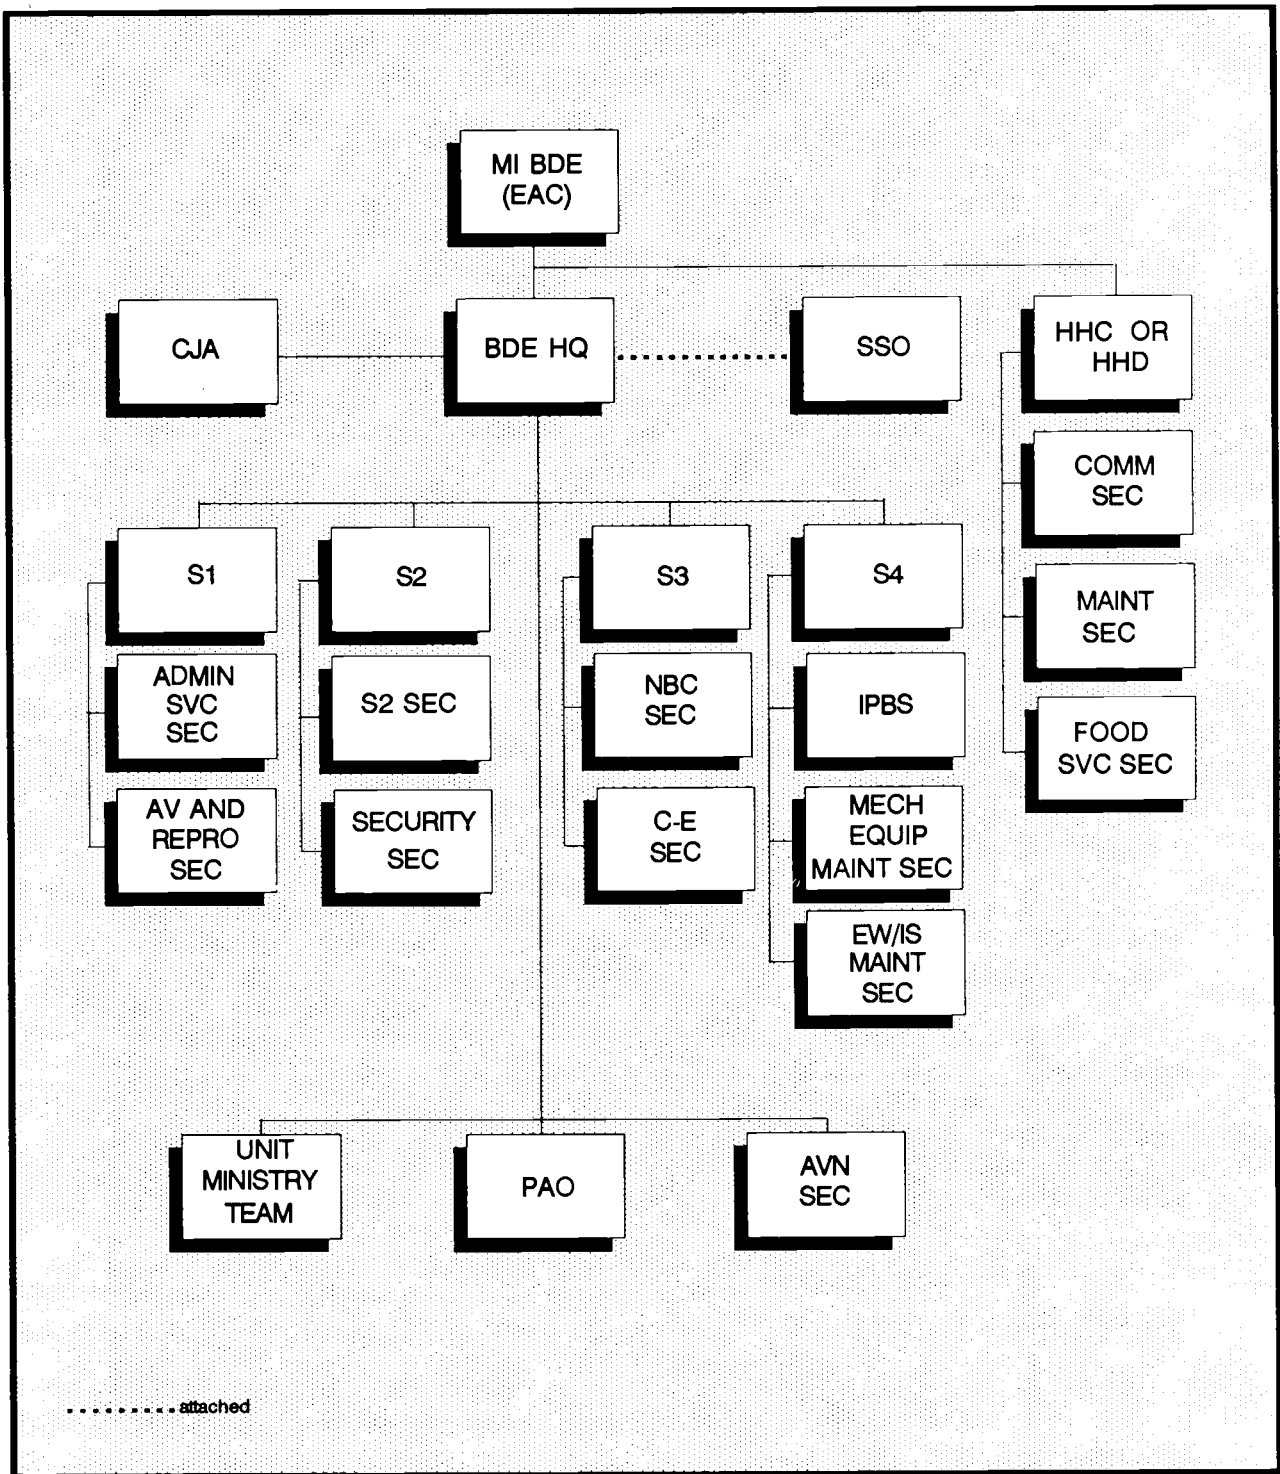 MI BDE
(EAC)
CJA
BDE HQ
SSO
HHC OR
HHD
COMM
SEC
MAINT
SEC
FOOD
SVC SEC
S1
S2
S3
S4
ADMIN
SVC
SEC
S2 SEC
NBC
SEC
IPBS
AV AND
REPRO
SEC
SECURITY
SEC
C-E
SEC
MECH
EQUIP
MAINT SEC
EW/IS
MAINT
SEC
UNIT
MINISTRY
TEAM
PAO
AVN
SEC
attached